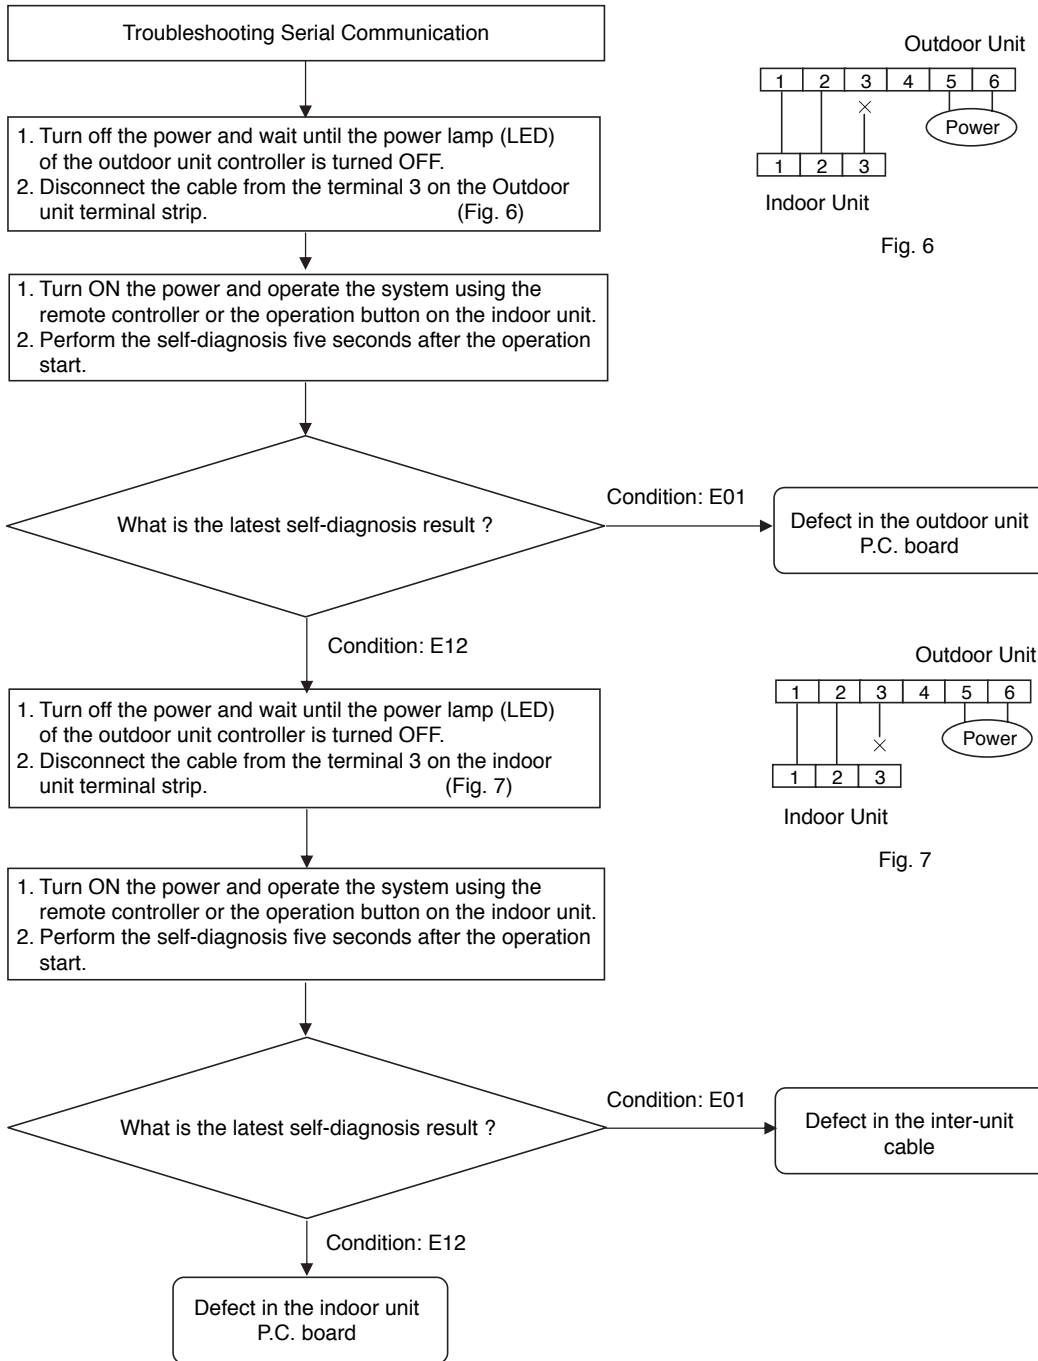 Troubleshooting Serial Communication
1. Turn off the power and wait until the power lamp (LED)
of the outdoor unit controller is turned OFF.
2. Disconnect the cable from the terminal 3 on the Outdoor
unit terminal strip. (Fig. 6)
Outdoor Unit
1 2 3 4 5 6
Power
1 2 3
Indoor Unit
Fig. 6
1. Turn ON the power and operate the system using the
remote controller or the operation button on the indoor unit.
2. Perform the self-diagnosis five seconds after the operation
start.
What is the latest self-diagnosis result ?
Condition: E01
Defect in the outdoor unit
P.C. board
Condition: E12
1. Turn off the power and wait until the power lamp (LED)
of the outdoor unit controller is turned OFF.
2. Disconnect the cable from the terminal 3 on the indoor
unit terminal strip. (Fig. 7)
Outdoor Unit
1 2 3 4 5 6
Power
1 2 3
Indoor Unit
Fig. 7
1. Turn ON the power and operate the system using the
remote controller or the operation button on the indoor unit.
2. Perform the self-diagnosis five seconds after the operation
start.
What is the latest self-diagnosis result ?
Condition: E01
Defect in the inter-unit
cable
Condition: E12
Defect in the indoor unit
P.C. board